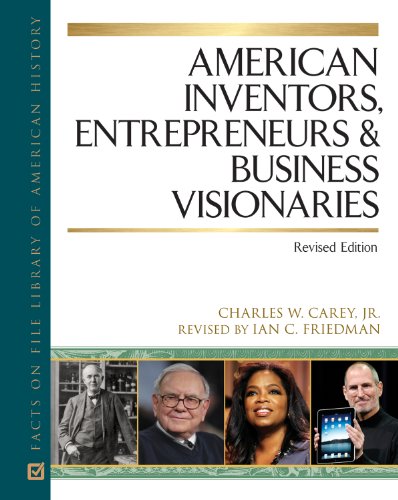 FACTS ON FILE LIBRARY OF AMERICAN HISTORY
AMERICAN
INVENTORS,
ENTREPRENEURS &
BUSINESS
VISIONARIES
Revised Edition
CHARLES W. CAREY, JR.
REVISED BY IAN C. FRIEDMAN